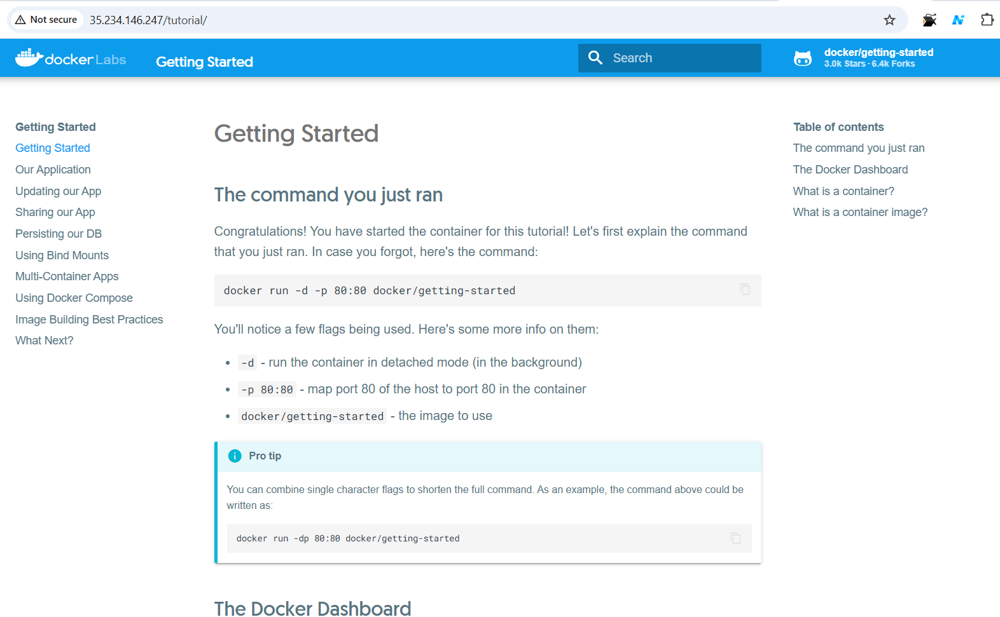 Not secure 35.234.146.247/tutorial/
docker Labs Getting Started Search docker/getting-started
3.0k Stars · 6.4k Forks
Getting Started
Getting Started
Our Application
Updating our App
Sharing our App
Persisting our DB
Using Bind Mounts
Multi-Container Apps
Using Docker Compose
Image Building Best Practices
What Next?
Getting Started
The command you just ran
Congratulations! You have started the container for this tutorial! Let's first explain the command
that you just ran. In case you forgot, here's the command:
docker run -d -p 80:80 docker/getting-started
You'll notice a few flags being used. Here's some more info on them:
• -d - run the container in detached mode (in the background)
• -p 80:80 - map port 80 of the host to port 80 in the container
• docker/getting-started - the image to use
Pro tip
You can combine single character flags to shorten the full command. As an example, the command above could be
written as:
docker run -dp 80:80 docker/getting-started
The Docker Dashboard
Table of contents
The command you just ran
The Docker Dashboard
What is a container?
What is a container image?